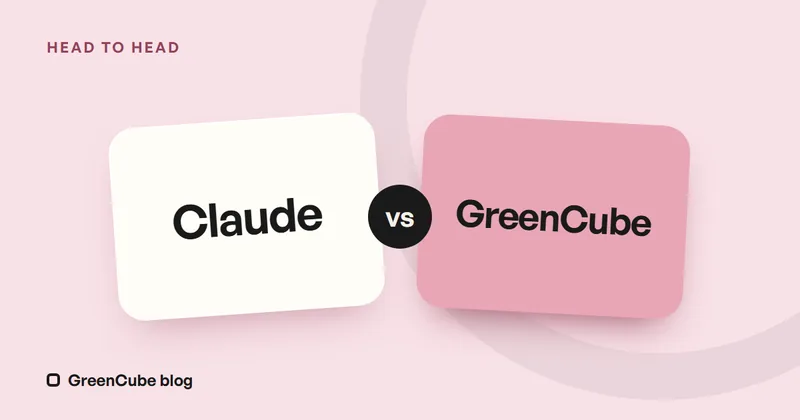 HEAD TO HEAD
Claude
vs
GreenCube
GreenCube blog